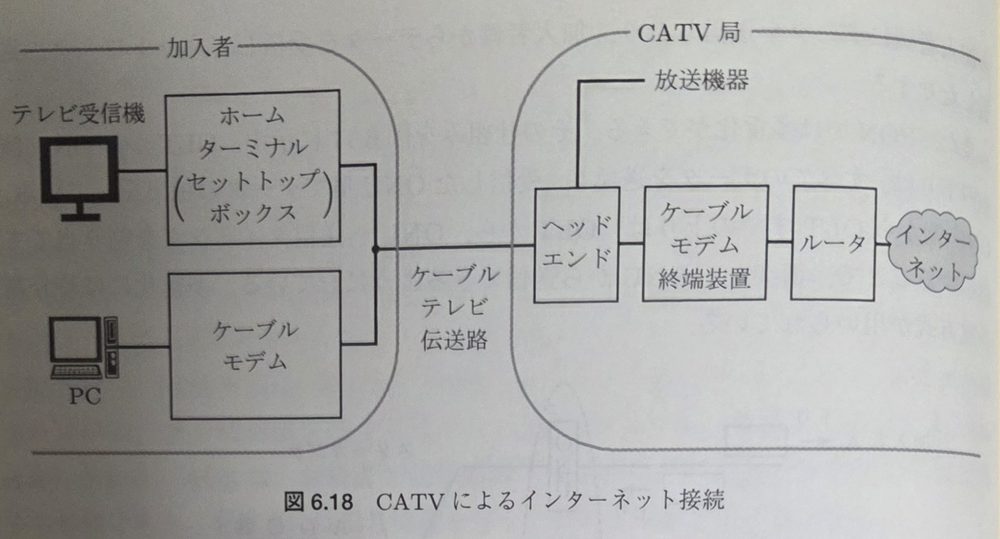 加入者
テレビ受信機
ホーム
ターミナル
(セットトップ
ボックス)
PC
ケーブル
モデム
ケーブル
テレビ
伝送路
CATV 局
放送機器
ヘッド
エンド
ケーブル
モデム
終端装置
ルータ
インター
ネット
図 6.18 CATV によるインターネット接続